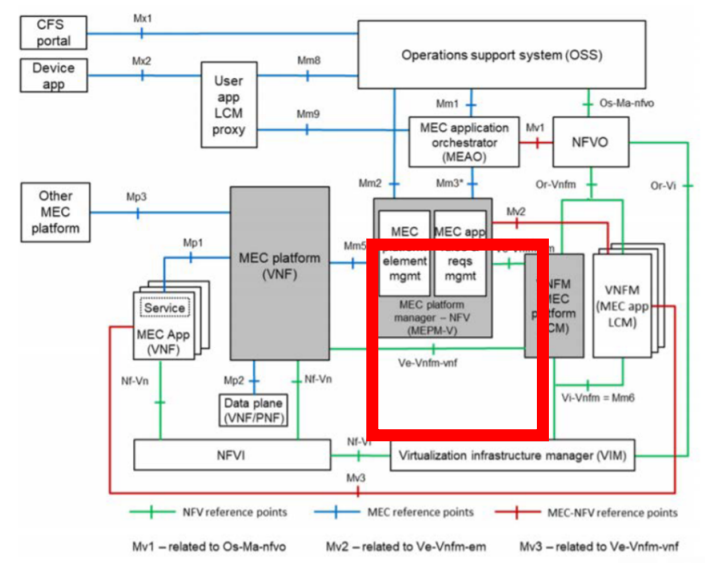 CFS
portal
Mx1
Operations support system (OSS)
Device
app
Mx2
User
app
LCM
proxy
Mm8
Mm9
Mm1
Os-Ma-nfvo
MEC application
orchestrator
(MEAO)
Mv1
NFVO
Other
MEC
platform
Mp3
Mm2
Mm3*
Or-Vnfm
Or-Vi
Mv2
Mp1
MEC platform
(VNF)
Mm5
MEC
element
mgmt
MEC app
reqs
mgmt
MEC platform
manager – NFV
(MEPM-V)
MEC
platform
VNFM
(MEC app
LCM)
Service
MEC App
(VNF)
Ve-Vnfm-vnf
Nf-Vn
Mp2
Nf-Vn
Data plane
(VNF/PNF)
Vi-Vnfm = Mm6
NFVI
Virtualization infrastructure manager (VIM)
Mv3
NFV reference points
MEC reference points
MEC-NFV reference points
Mv1 – related to Os-Ma-nfvo
Mv2 – related to Ve-Vnfm-em
Mv3 – related to Ve-Vnfm-vnf